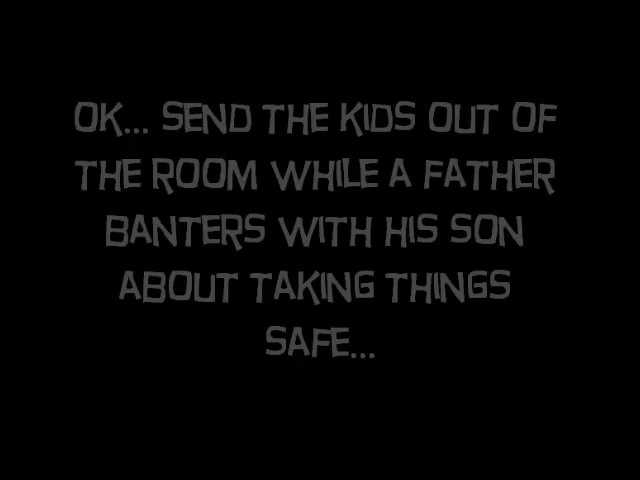 OK... SEND THE KIDS OUT OF
THE ROOM WHILE A FATHER
BANTERS WITH HIS SON
ABOUT TAKING THINGS
SAFE...